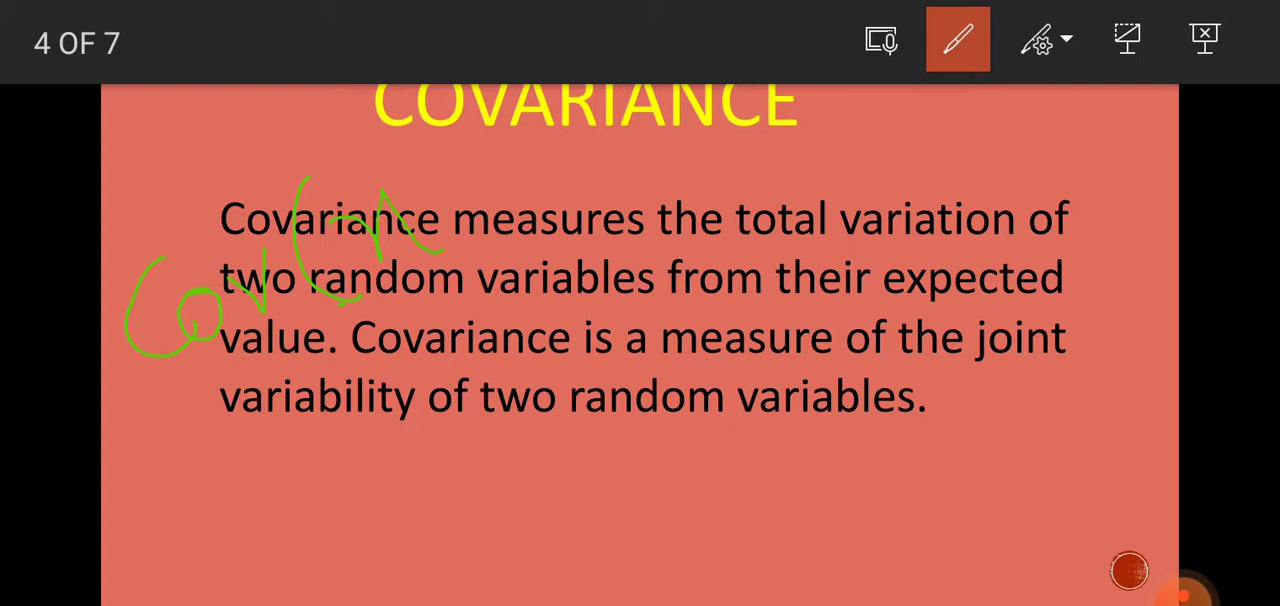 4 OF 7
COVARIANCE
Covariance measures the total variation of
two random variables from their expected
value. Covariance is a measure of the joint
variability of two random variables.
Cov(x